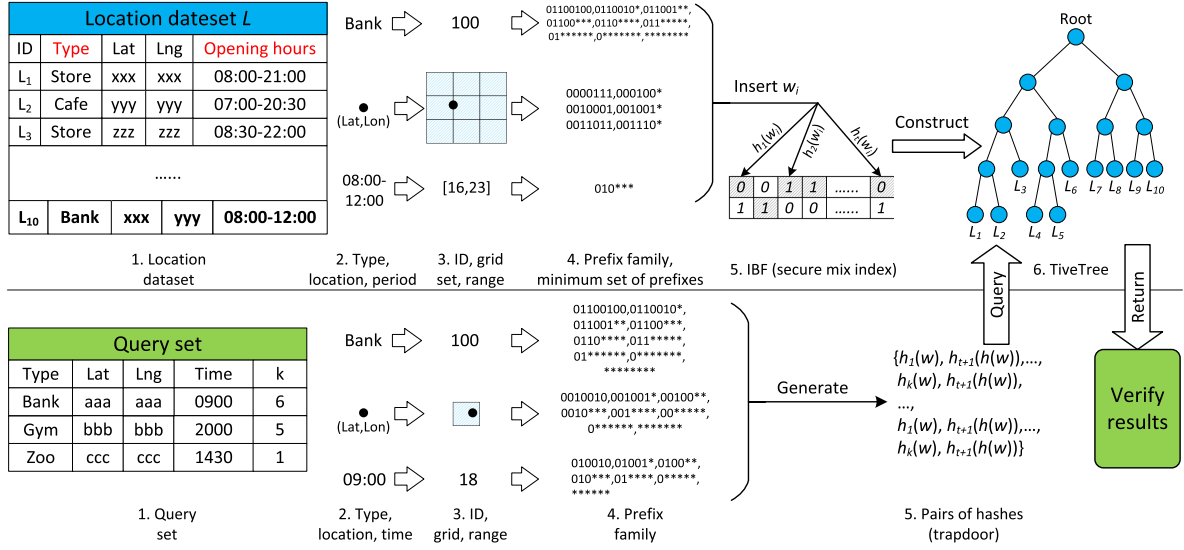 Location dateset L
ID Type Lat Lng Opening hours
L1 Store xxx xxx 08:00-21:00
L2 Cafe yyy yyy 07:00-20:30
L3 Store zzz zzz 08:30-22:00
......
L10 Bank xxx yyy 08:00-12:00
1. Location
dataset
Bank
(Lat,Lon)
08:00-
12:00
2. Type,
location, period
100
[16,23]
3. ID, grid
set, range
01100100,0110010*,011001**,
01100***,0110****,011*****,
01******,0*******,********
0000111,000100*
0010001,001001*
0011011,001110*
010***
4. Prefix family,
minimum set of prefixes
Insert wi
h1(wi)
h2(wi)
ht(wi)
0 0 1 1 ...... 0
1 1 0 0 ...... 1
5. IBF (secure mix index)
Construct
Root
L3
L6
L7
L8
L9
L10
L1
L2
L4
L5
6. TiveTree
Query set
Type Lat Lng Time k
Bank aaa aaa 0900 6
Gym bbb bbb 2000 5
Zoo ccc ccc 1430 1
1. Query
set
Bank
(Lat,Lon)
09:00
2. Type,
location, time
100
18
3. ID,
grid, range
01100100,0110010*,
011001**,01100***,
0110****,011*****,
01******,0*******,
********
0010010,001001*,00100**,
0010***,001****,00*****,
0******,*******
010010,01001*,0100**,
010***,01****,0*****,
******
4. Prefix
family
Generate
{h1(w), ht+1(h(w)),...,
hk(w), ht+1(h(w)),
...,
h1(w), ht+1(h(w)),...,
hk(w), ht+1(h(w))}
5. Pairs of hashes
(trapdoor)
Query
Return
Verify
results